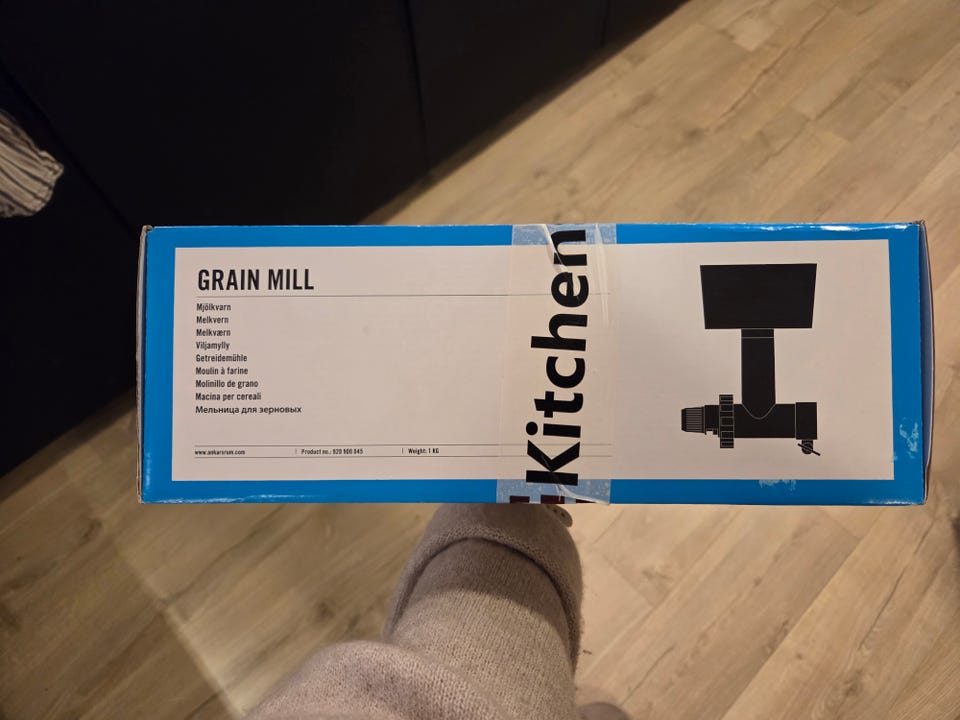 GRAIN MILL
Mjölkvarn
Melkvern
Melkværn
Viljamylly
Getreidemühle
Moulin à farine
Molinillo de grano
Macina per cereali
Мельница для зерновых
www.ankarsrum.com | Product no.: 920 900 045 | Weight: 1 KG
Kitchen